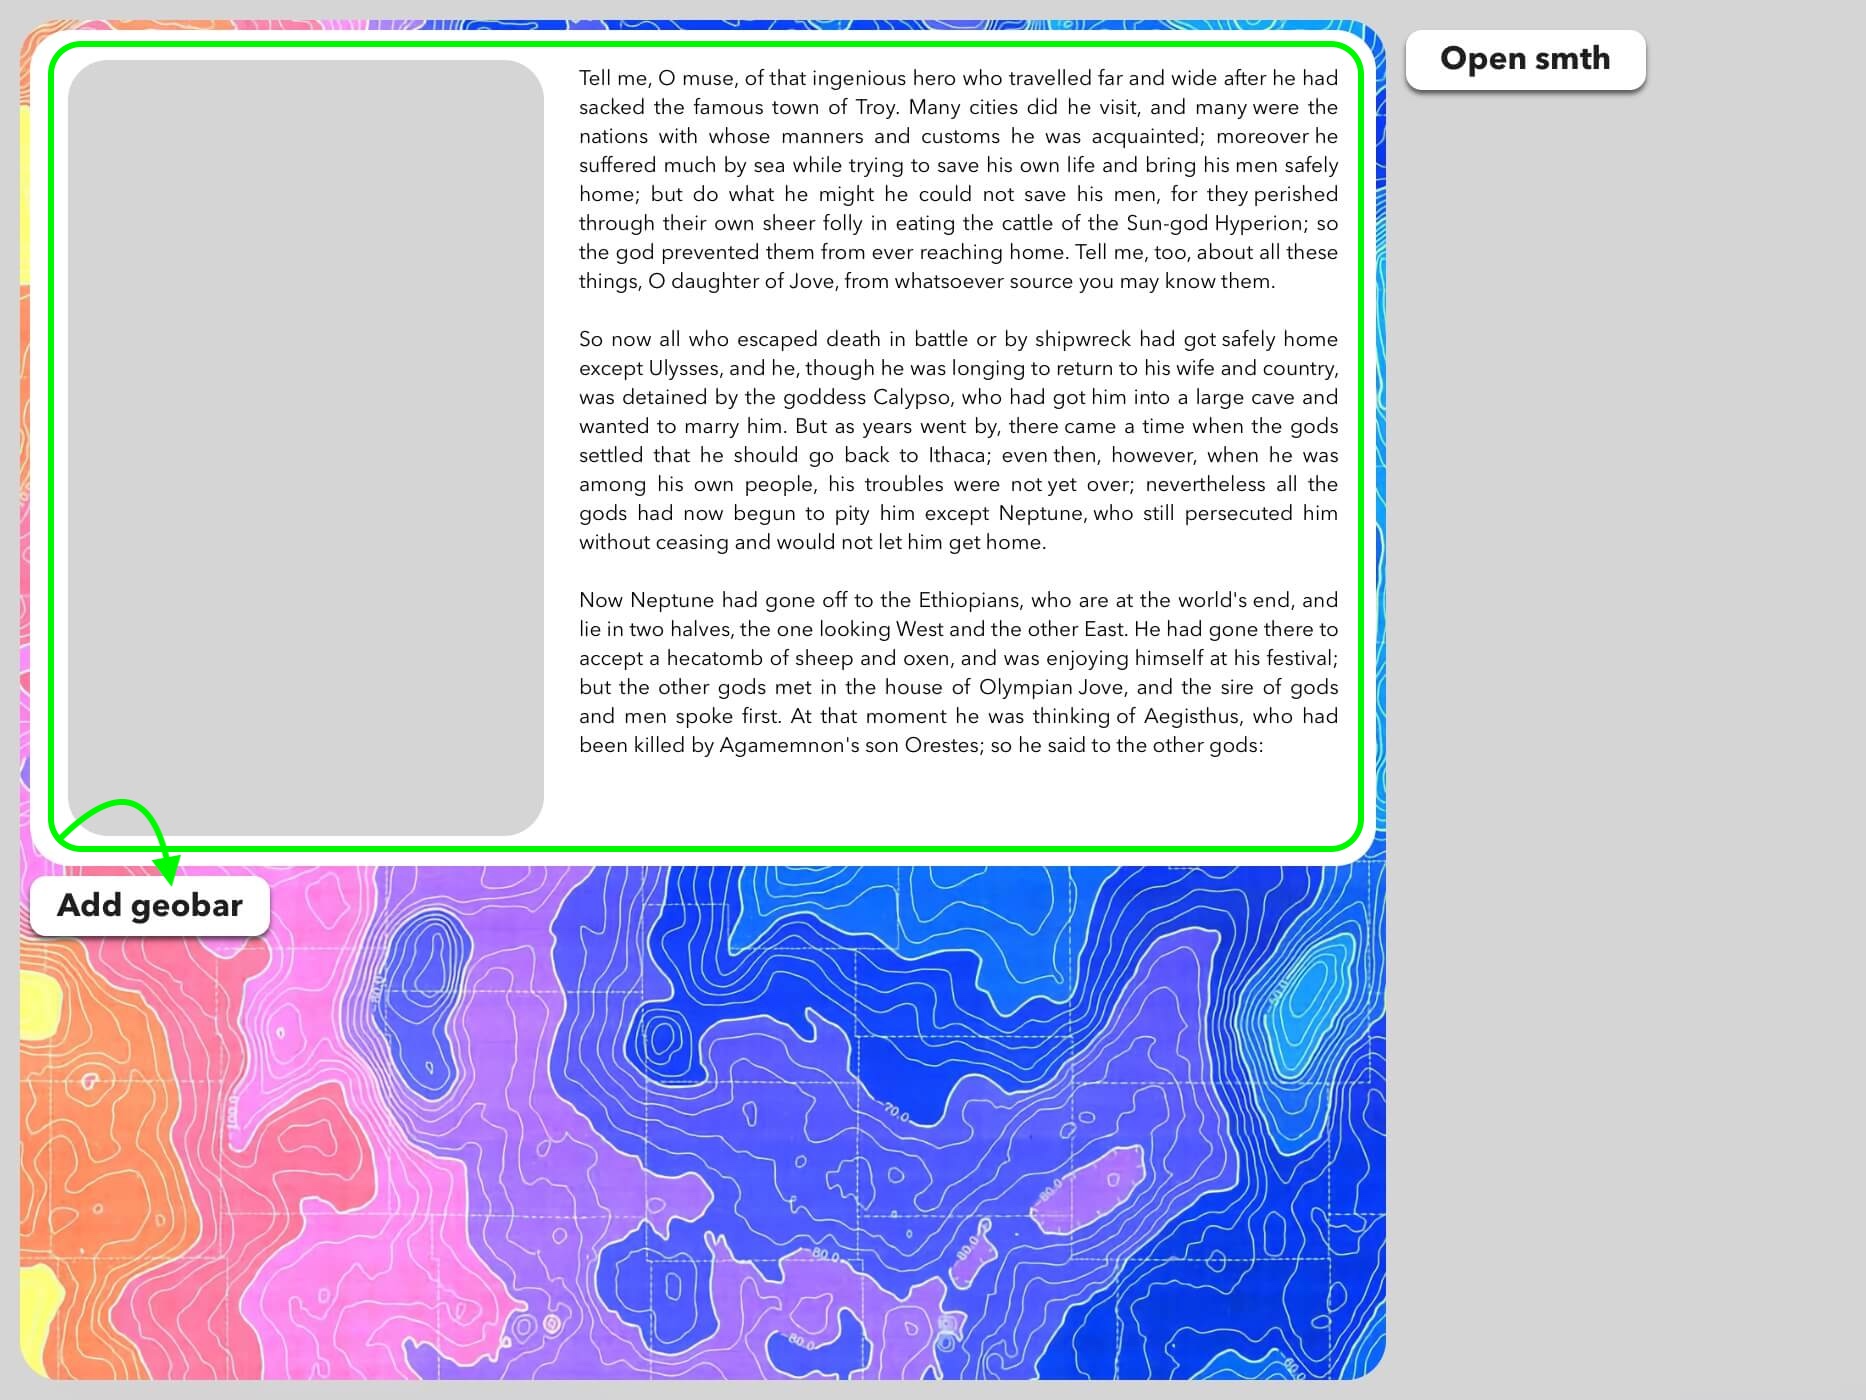 Open smth
Tell me, O muse, of that ingenious hero who travelled far and wide after he had
sacked the famous town of Troy. Many cities did he visit, and many were the
nations with whose manners and customs he was acquainted; moreover he
suffered much by sea while trying to save his own life and bring his men safely
home; but do what he might he could not save his men, for they perished
through their own sheer folly in eating the cattle of the Sun-god Hyperion; so
the god prevented them from ever reaching home. Tell me, too, about all these
things, O daughter of Jove, from whatsoever source you may know them.
So now all who escaped death in battle or by shipwreck had got safely home
except Ulysses, and he, though he was longing to return to his wife and country,
was detained by the goddess Calypso, who had got him into a large cave and
wanted to marry him. But as years went by, there came a time when the gods
settled that he should go back to Ithaca; even then, however, when he was
among his own people, his troubles were not yet over; nevertheless all the
gods had now begun to pity him except Neptune, who still persecuted him
without ceasing and would not let him get home.
Now Neptune had gone off to the Ethiopians, who are at the world's end, and
lie in two halves, the one looking West and the other East. He had gone there to
accept a hecatomb of sheep and oxen, and was enjoying himself at his festival;
but the other gods met in the house of Olympian Jove, and the sire of gods
and men spoke first. At that moment he was thinking of Aegisthus, who had
been killed by Agamemnon's son Orestes; so he said to the other gods:
Add geobar
-80.0
-60.0
-100.0
-70.0
-80.0
-80.0
-80.0
-80.0
-60.0